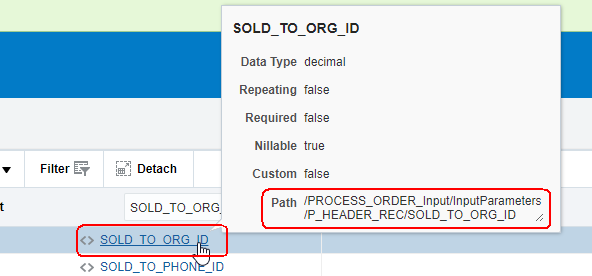 SOLD_TO_ORG_ID
Data Type decimal
Repeating false
Required false
Nillable true
Custom false
Path /PROCESS_ORDER_Input/InputParameters
/P_HEADER_REC/SOLD_TO_ORG_ID
Filter Detach
SOLD_TO_ORG_
SOLD_TO_ORG_ID
SOLD_TO_PHONE_ID